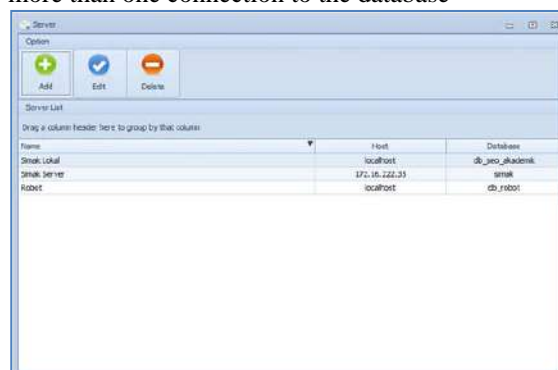 more than one connection to the database
Server
Option
Add Edit Delete
Server List
Drag a column header here to group by that column
Name Host Database
Simak Lokal localhost db_seo_akademik
Simak Server 172.16.222.35 simak
Robot localhost db_robot